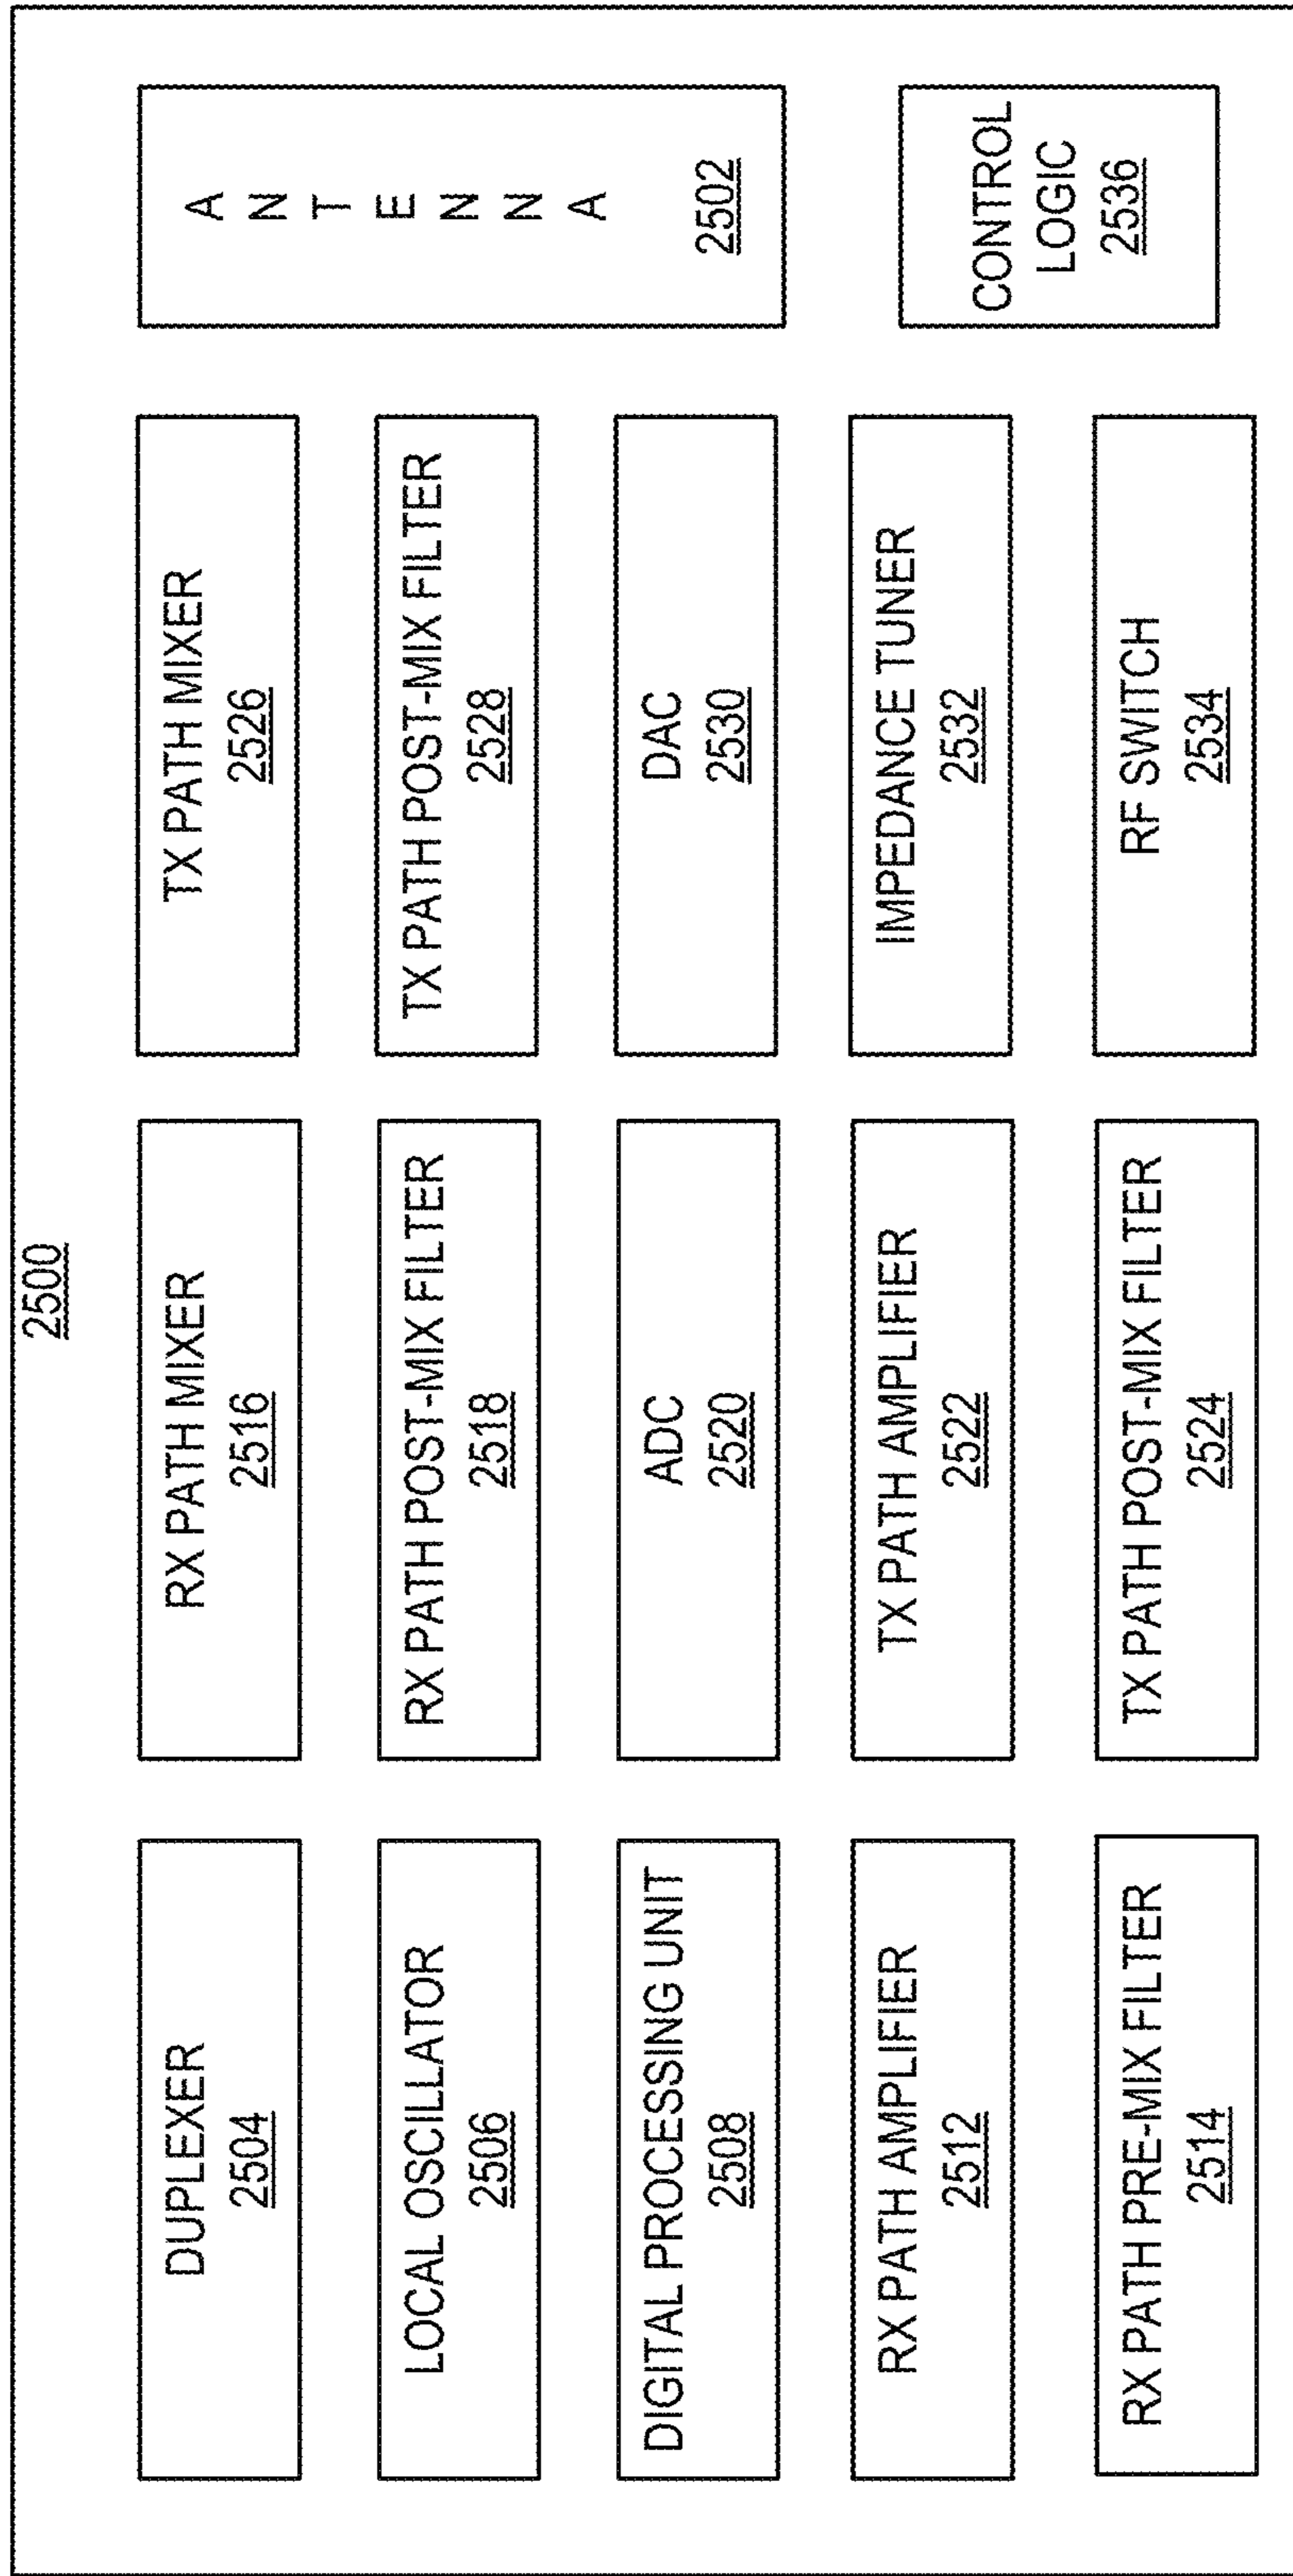 2500
DUPLEXER
2504
LOCAL OSCILLATOR
2506
DIGITAL PROCESSING UNIT
2508
RX PATH AMPLIFIER
2512
RX PATH PRE-MIX FILTER
2514
RX PATH MIXER
2516
RX PATH POST-MIX FILTER
2518
ADC
2520
TX PATH AMPLIFIER
2522
TX PATH POST-MIX FILTER
2524
TX PATH MIXER
2526
TX PATH POST-MIX FILTER
2528
DAC
2530
IMPEDANCE TUNER
2532
RF SWITCH
2534
A
N
T
E
N
N
A
2502
CONTROL
LOGIC
2536